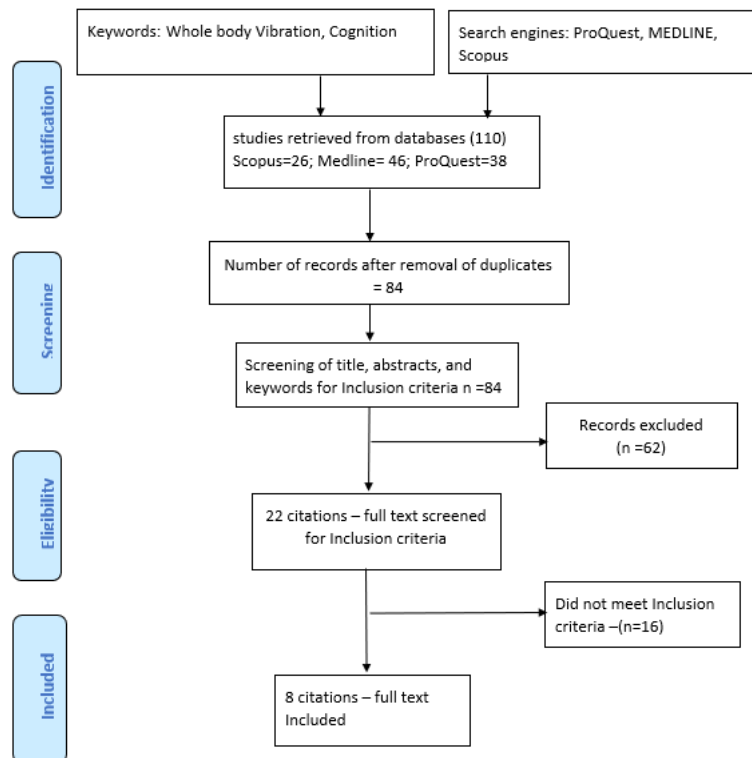 Keywords: Whole body Vibration, Cognition
Search engines: ProQuest, MEDLINE,
Scopus
Identification
studies retrieved from databases (110)
Scopus=26; Medline= 46; ProQuest=38
Screening
Number of records after removal of duplicates
= 84
Screening of title, abstracts, and
keywords for Inclusion criteria n =84
Records excluded
(n =62)
Eligibility
22 citations – full text screened
for Inclusion criteria
Did not meet Inclusion
criteria –(n=16)
Included
8 citations – full text
Included